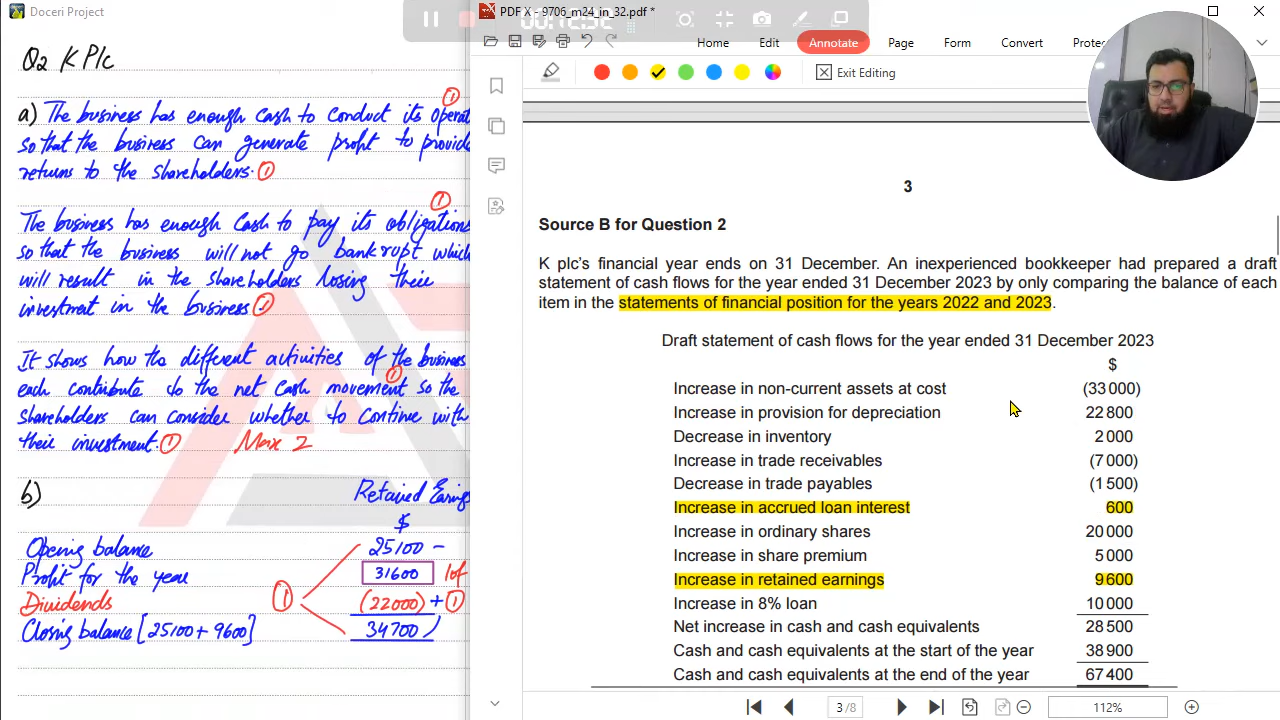 Doceri Project
PDF X - 9706_m24_in_32.pdf *
Home Edit Annotate Page Form Convert Protec
Exit Editing
Q2 K Plc
a) The business has enough cash to conduct its operat
so that the business can generate profit to provide
returns to the shareholders. ①
①
The business has enough cash to pay its obligations
①
so that the business will not go bankrupt which
will result in the shareholders losing their
investment in the business ①
It shows how the different activities of the business
each contribute to the net cash movement so the
①
shareholders can consider whether to continue with
their investment. ① Max 2
b) Retained Earning
$
Opening balance 25100 -
Profit for the year 31600 1of
Dividends (22000) + ①
①
Closing balance [25100 + 9600] 34700
3
Source B for Question 2
K plc's financial year ends on 31 December. An inexperienced bookkeeper had prepared a draft
statement of cash flows for the year ended 31 December 2023 by only comparing the balance of each
item in the statements of financial position for the years 2022 and 2023.
Draft statement of cash flows for the year ended 31 December 2023
$
Increase in non-current assets at cost (33 000)
Increase in provision for depreciation 22 800
Decrease in inventory 2 000
Increase in trade receivables (7 000)
Decrease in trade payables (1 500)
Increase in accrued loan interest 600
Increase in ordinary shares 20 000
Increase in share premium 5 000
Increase in retained earnings 9 600
Increase in 8% loan 10 000
Net increase in cash and cash equivalents 28 500
Cash and cash equivalents at the start of the year 38 900
Cash and cash equivalents at the end of the year 67 400
3 / 8
112%